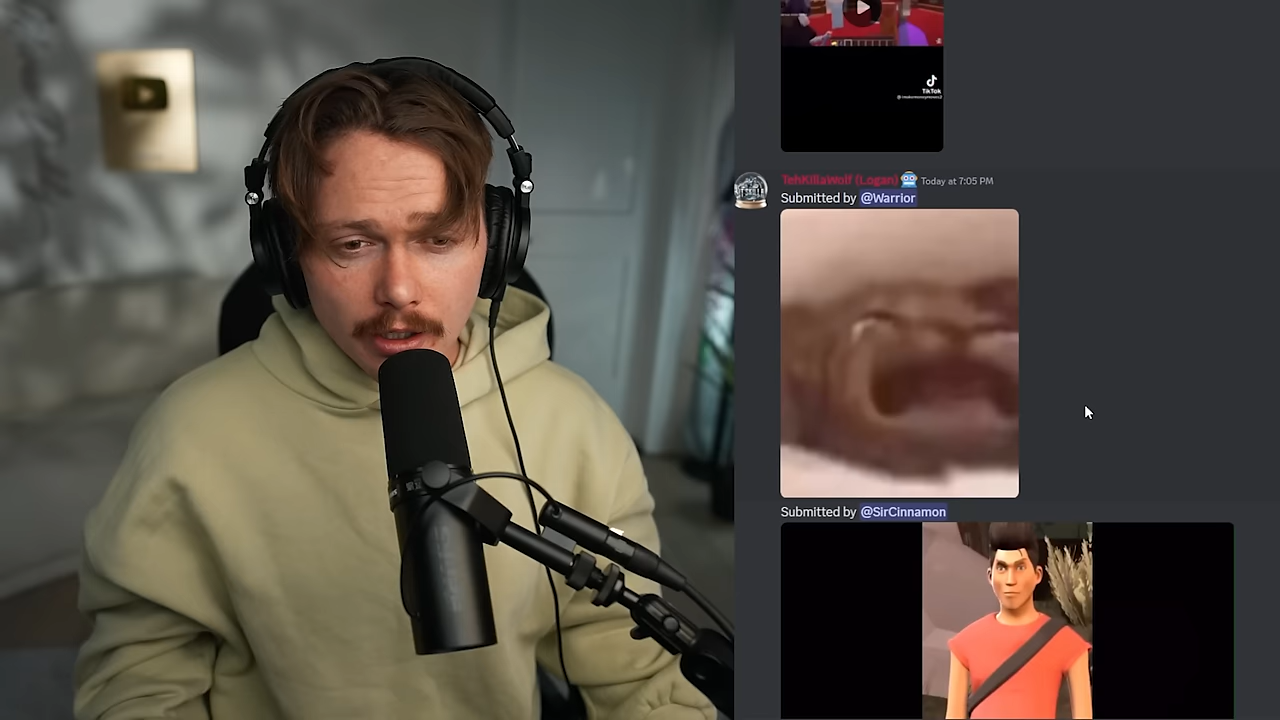 TikTok
TehKillaWolf (Logan) Today at 7:05 PM
Submitted by @Warrior
Submitted by @SirCinnamon